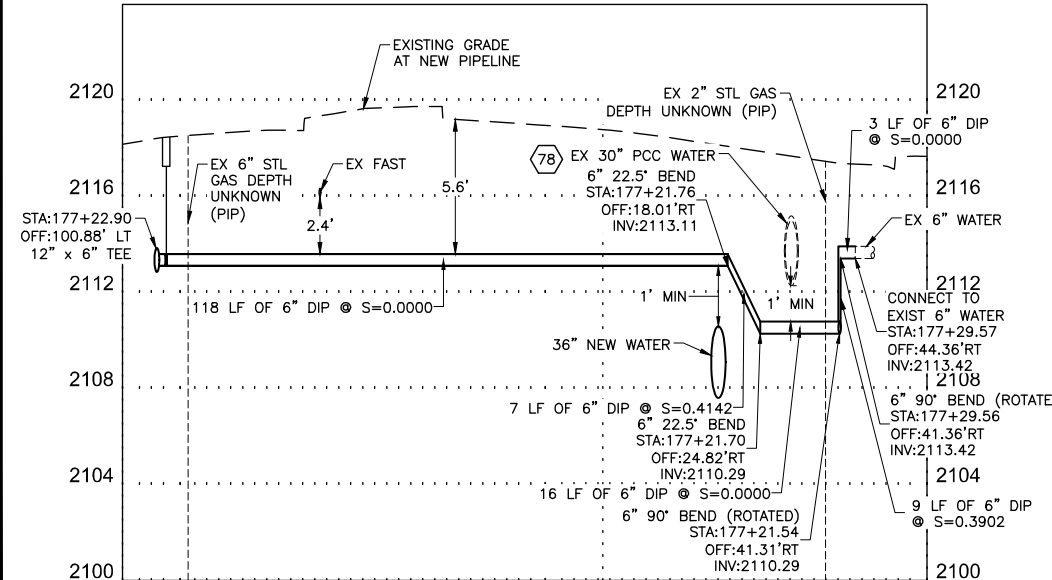 EXISTING GRADE
AT NEW PIPELINE
2120
2120
EX 2" STL GAS
DEPTH UNKNOWN (PIP)
3 LF OF 6" DIP
@ S=0.0000
EX 6" STL
GAS DEPTH
UNKNOWN
(PIP)
EX FAST
5.6'
78
EX 30" PCC WATER
6" 22.5° BEND
STA:177+21.76
OFF:18.01'RT
INV:2113.11
2116
2116
STA:177+22.90
OFF:100.88' LT
12" x 6" TEE
2.4'
EX 6" WATER
2112
2112
118 LF OF 6" DIP @ S=0.0000
1' MIN
1' MIN
CONNECT TO
EXIST 6" WATER
STA:177+29.57
OFF:44.36'RT
INV:2113.42
36" NEW WATER
2108
2108
7 LF OF 6" DIP @ S=0.4142
6" 22.5° BEND
STA:177+21.70
OFF:24.82'RT
INV:2110.29
6" 90° BEND (ROTATE
STA:177+29.56
OFF:41.36'RT
INV:2113.42
2104
2104
16 LF OF 6" DIP @ S=0.0000
6" 90° BEND (ROTATED)
STA:177+21.54
OFF:41.31'RT
INV:2110.29
9 LF OF 6" DIP
@ S=0.3902
2100
2100